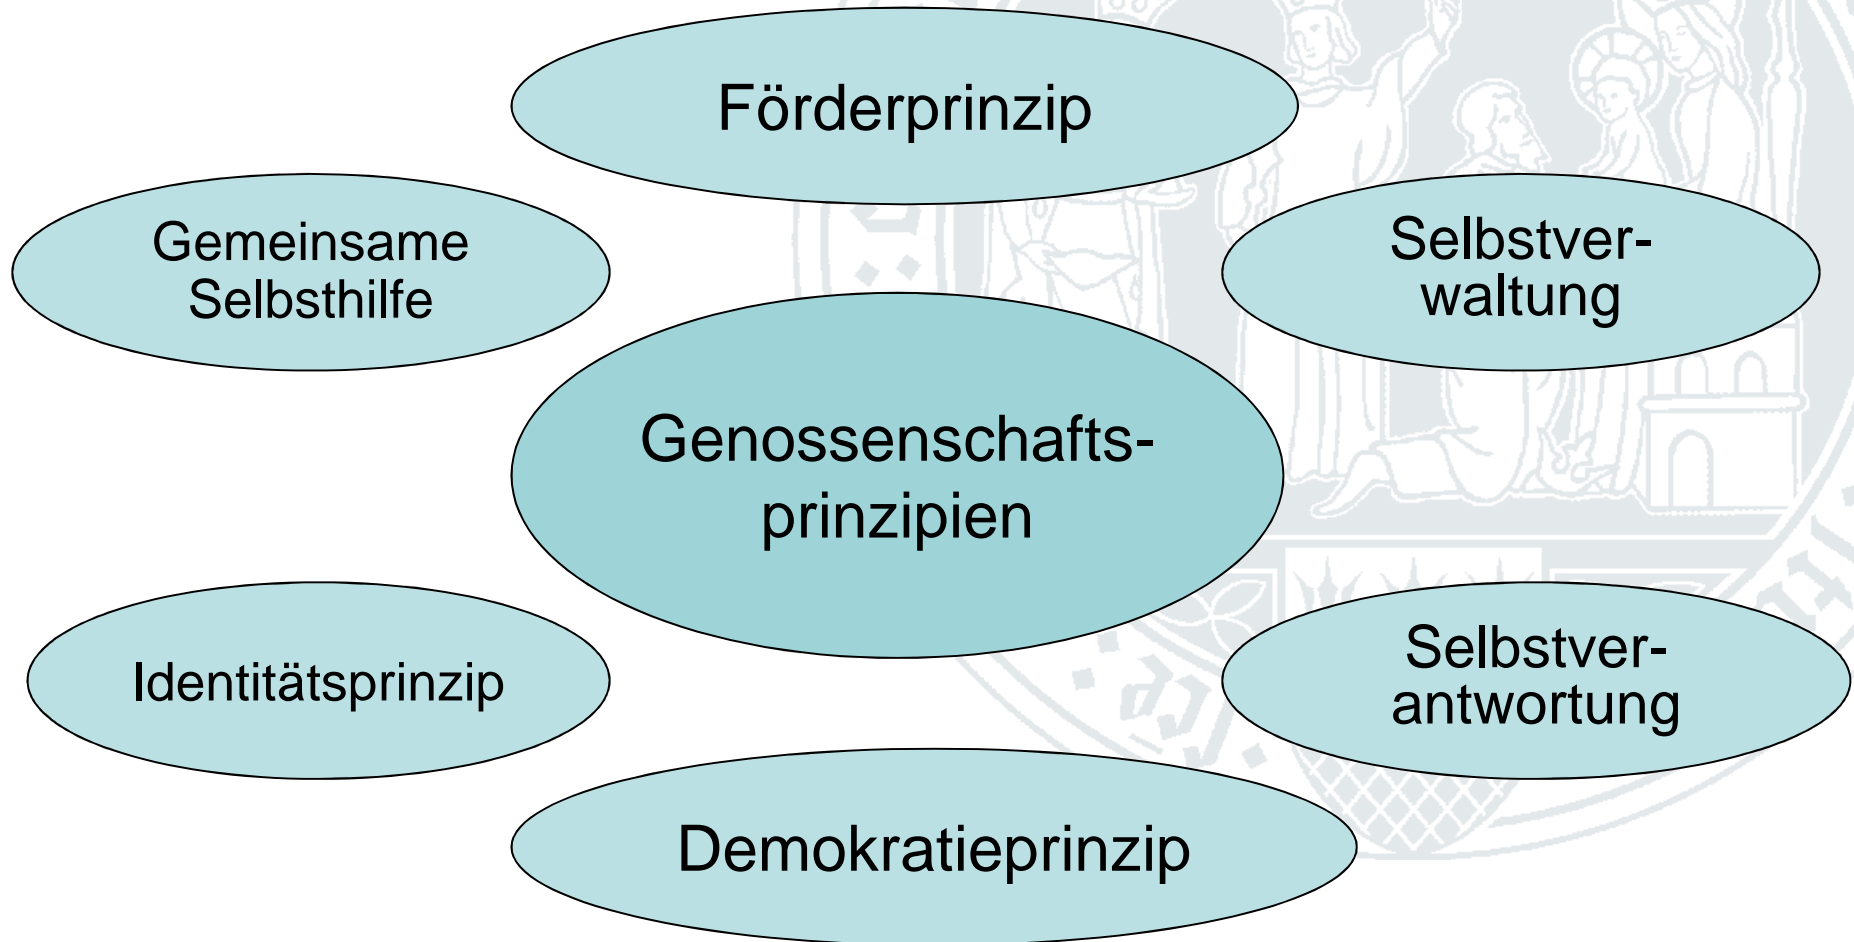 Förderprinzip
Gemeinsame
Selbsthilfe
Selbstver-
waltung
Genossenschafts-
prinzipien
Identitätsprinzip
Selbstver-
antwortung
Demokratieprinzip